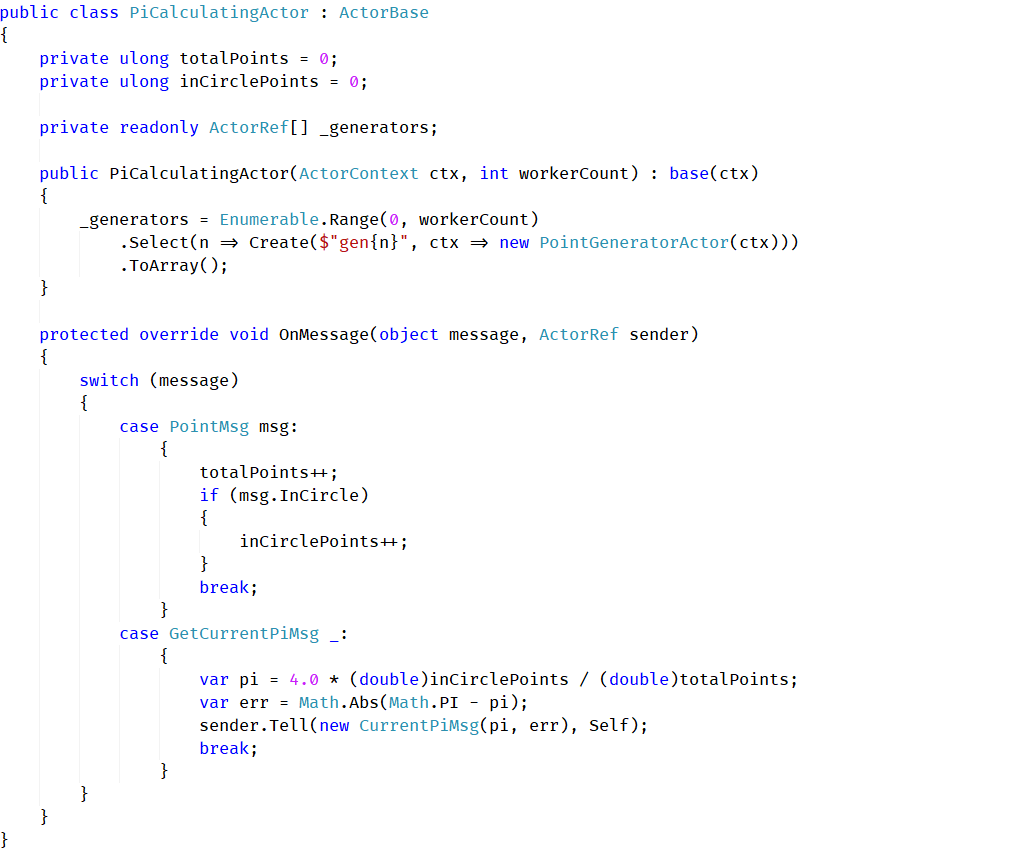 public class PiCalculatingActor : ActorBase
{
    private ulong totalPoints = 0;
    private ulong inCirclePoints = 0;

    private readonly ActorRef[] _generators;

    public PiCalculatingActor(ActorContext ctx, int workerCount) : base(ctx)
    {
        _generators = Enumerable.Range(0, workerCount)
            .Select(n => Create($"gen{n}", ctx => new PointGeneratorActor(ctx)))
            .ToArray();
    }

    protected override void OnMessage(object message, ActorRef sender)
    {
        switch (message)
        {
            case PointMsg msg:
                {
                    totalPoints++;
                    if (msg.InCircle)
                    {
                        inCirclePoints++;
                    }
                    break;
                }
            case GetCurrentPiMsg _:
                {
                    var pi = 4.0 * (double)inCirclePoints / (double)totalPoints;
                    var err = Math.Abs(Math.PI - pi);
                    sender.Tell(new CurrentPiMsg(pi, err), Self);
                    break;
                }
        }
    }
}